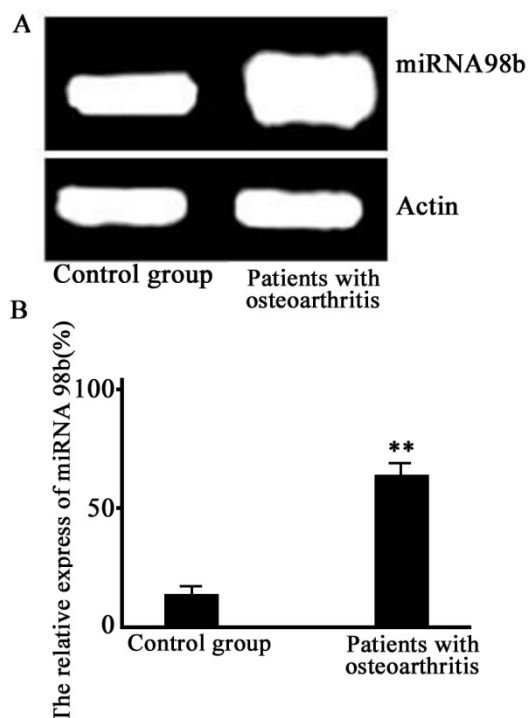 A
miRNA98b
Actin
Control group
Patients with
osteoarthritis
B
The relative express of miRNA 98b(%)
100
**
50
0
Control group
Patients with
osteoarthritis